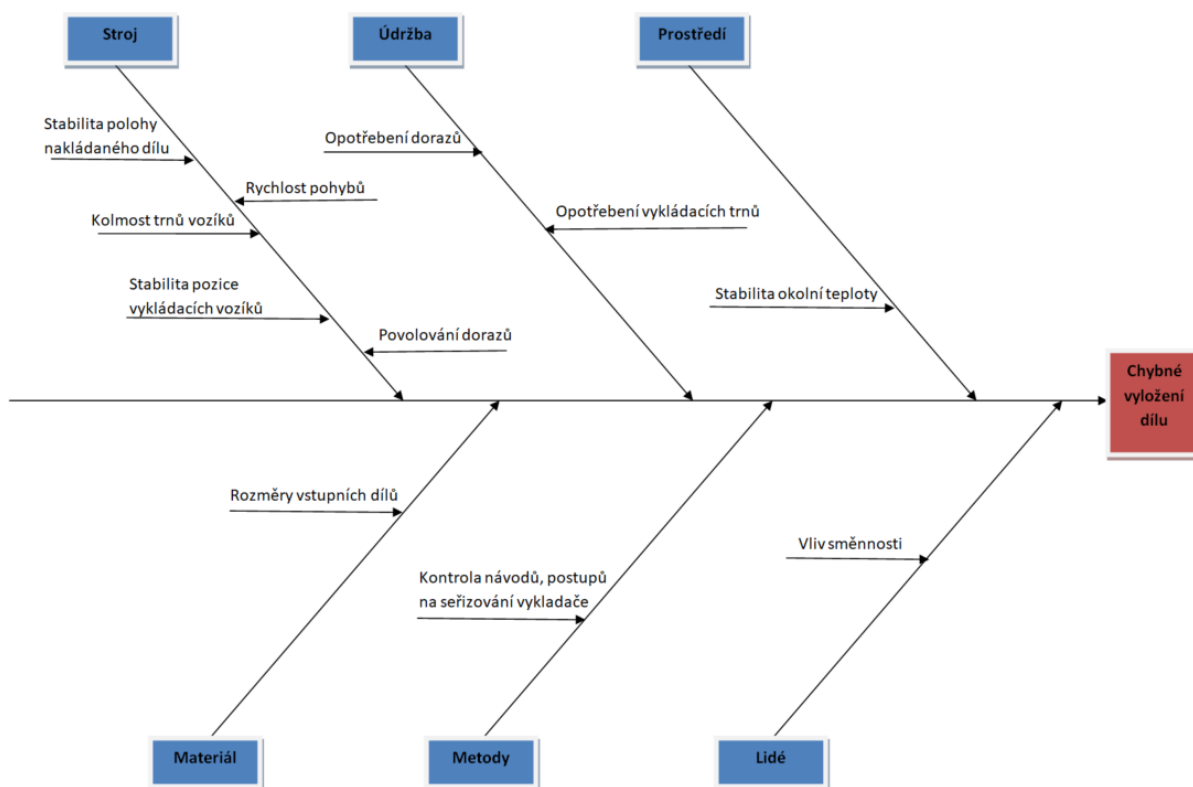 Stroj
Údržba
Prostředí
Stabilita polohy
nakládaného dílu
Opotřebení dorazů
Rychlost pohybů
Kolmost trnů vozíků
Opotřebení vykládacích trnů
Stabilita pozice
vykládacích vozíků
Stabilita okolní teploty
Povolování dorazů
Chybné
vyložení
dílu
Rozměry vstupních dílů
Vliv směnnosti
Kontrola návodů, postupů
na seřizování vykladače
Materiál
Metody
Lidé